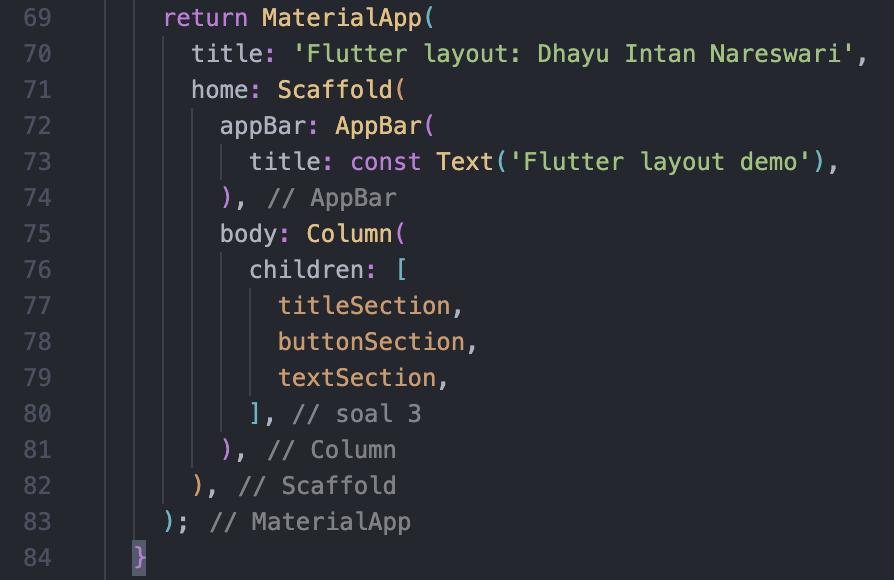 69 return MaterialApp(
70 title: 'Flutter layout: Dhayu Intan Nareswari',
71 home: Scaffold(
72 appBar: AppBar(
73 title: const Text('Flutter layout demo'),
74 ), // AppBar
75 body: Column(
76 children: [
77 titleSection,
78 buttonSection,
79 textSection,
80 ], // soal 3
81 ), // Column
82 ), // Scaffold
83 ); // MaterialApp
84 }